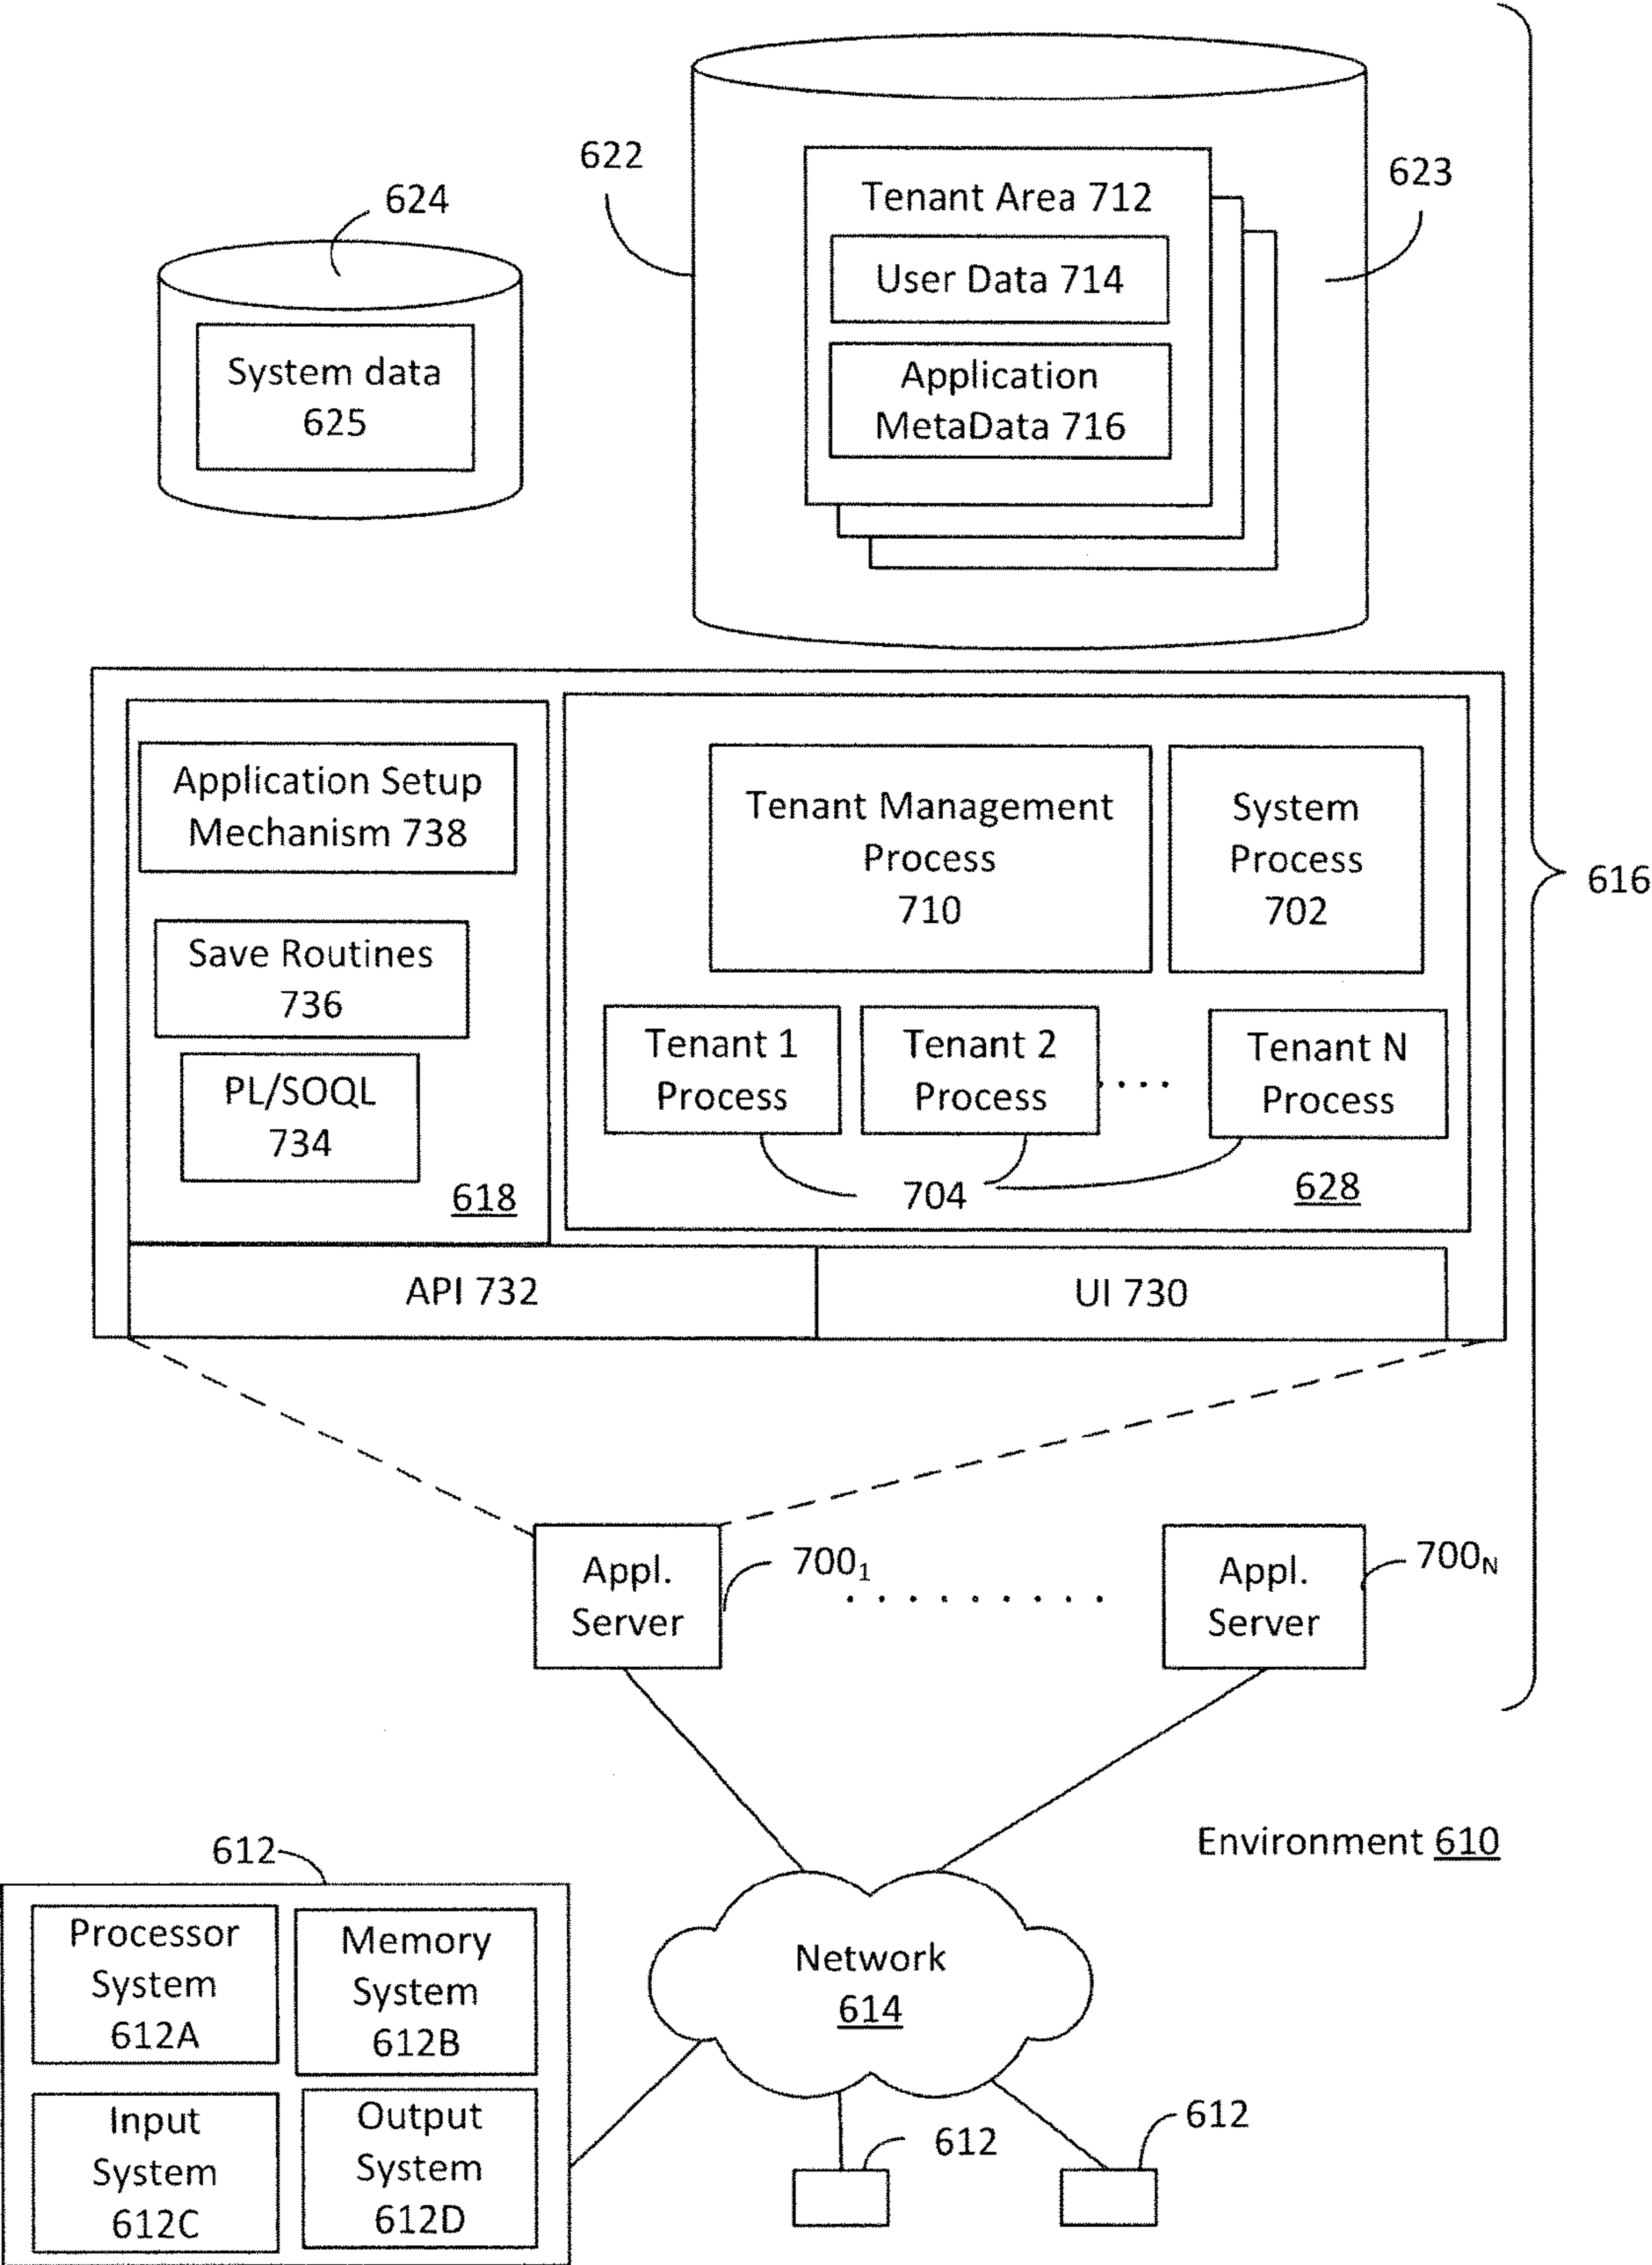 622
623
624
Tenant Area 712
User Data 714
Application
MetaData 716
System data
625
616
Application Setup
Mechanism 738
Save Routines
736
PL/SOQL
734
618
Tenant Management
Process
710
System
Process
702
Tenant 1
Process
Tenant 2
Process
....
Tenant N
Process
704
628
API 732
UI 730
Appl.
Server
700₁
.........
Appl.
Server
700N
Environment 610
612
Processor
System
612A
Memory
System
612B
Input
System
612C
Output
System
612D
Network
614
612
612